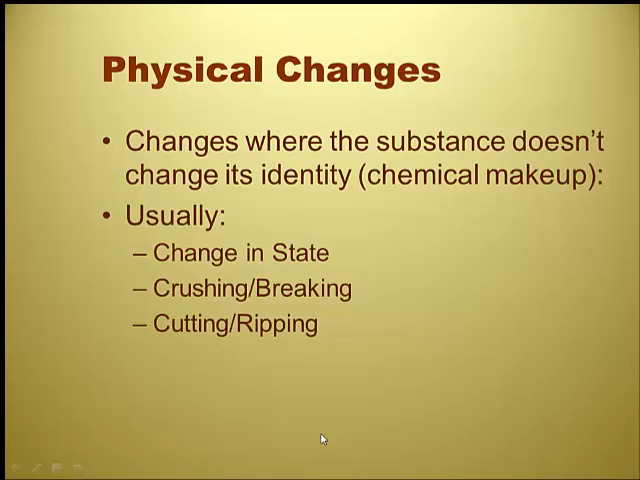 Physical Changes
• Changes where the substance doesn’t
change its identity (chemical makeup):
• Usually:
– Change in State
– Crushing/Breaking
– Cutting/Ripping